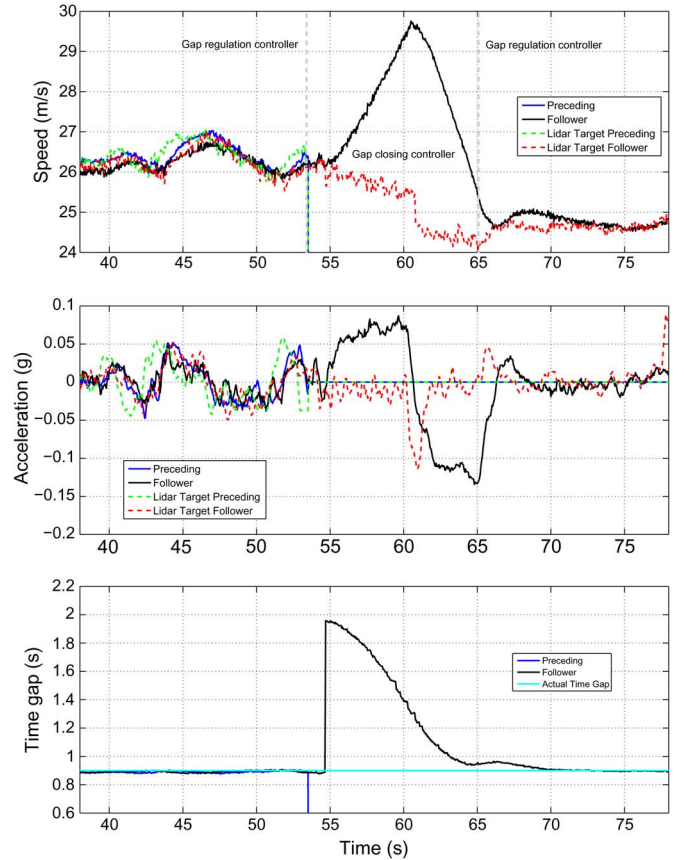 30
29
28
27
26
25
24
Speed (m/s)
Gap regulation controller
Gap regulation controller
Preceding
Follower
Lidar Target Preceding
Lidar Target Follower
Gap closing controller
40 45 50 55 60 65 70 75
0.1
0.05
0
−0.05
−0.1
−0.15
−0.2
Acceleration (g)
Preceding
Follower
Lidar Target Preceding
Lidar Target Follower
40 45 50 55 60 65 70 75
2.2
2
1.8
1.6
1.4
1.2
1
0.8
0.6
Time gap (s)
Preceding
Follower
Actual Time Gap
40 45 50 55 60 65 70 75
Time (s)